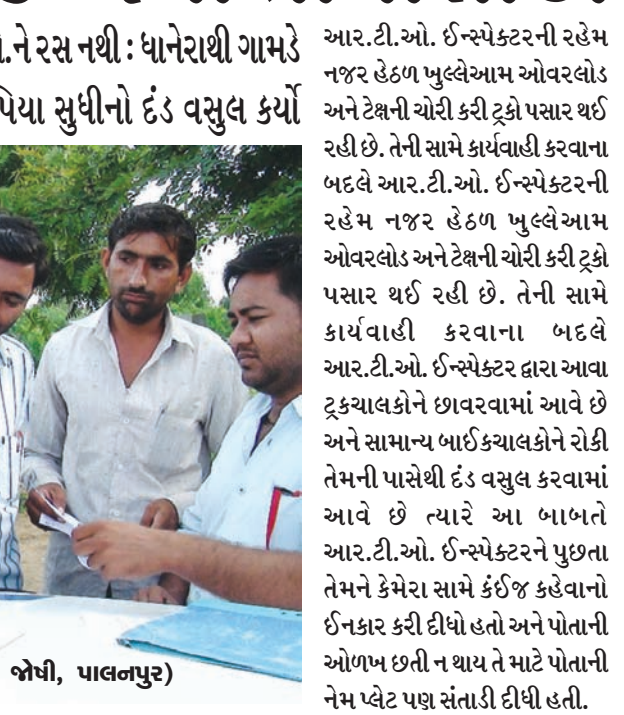 .ને રસ નથી : ધાનેરાથી ગામડે
પિયા સુધીનો દંડ વસુલ કર્યો
જોષી, પાલનપુર)
આર.ટી.ઓ. ઈન્સ્પેક્ટરની રહેમ
નજર હેઠળ ખુલ્લેઆમ ઓવરલોડ
અને ટેક્ષની ચોરી કરી ટ્રકો પસાર થઈ
રહી છે. તેની સામે કાર્યવાહી કરવાના
બદલે આર.ટી.ઓ. ઈન્સ્પેક્ટરની
રહેમ નજર હેઠળ ખુલ્લેઆમ
ઓવરલોડ અને ટેક્ષની ચોરી કરી ટ્રકો
પસાર થઈ રહી છે. તેની સામે
કાર્યવાહી કરવાના બદલે
આર.ટી.ઓ. ઈન્સ્પેક્ટર દ્વારા આવા
ટ્રકચાલકોને છાવરવામાં આવે છે
અને સામાન્ય બાઈકચાલકોને રોકી
તેમની પાસેથી દંડ વસુલ કરવામાં
આવે છે ત્યારે આ બાબતે
આર.ટી.ઓ. ઈન્સ્પેક્ટરને પુછતા
તેમને કેમેરા સામે કંઈજ કહેવાનો
ઈનકાર કરી દીધો હતો અને પોતાની
ઓળખ છતી ન થાય તે માટે પોતાની
નેમ પ્લેટ પણ સંતાડી દીધી હતી.